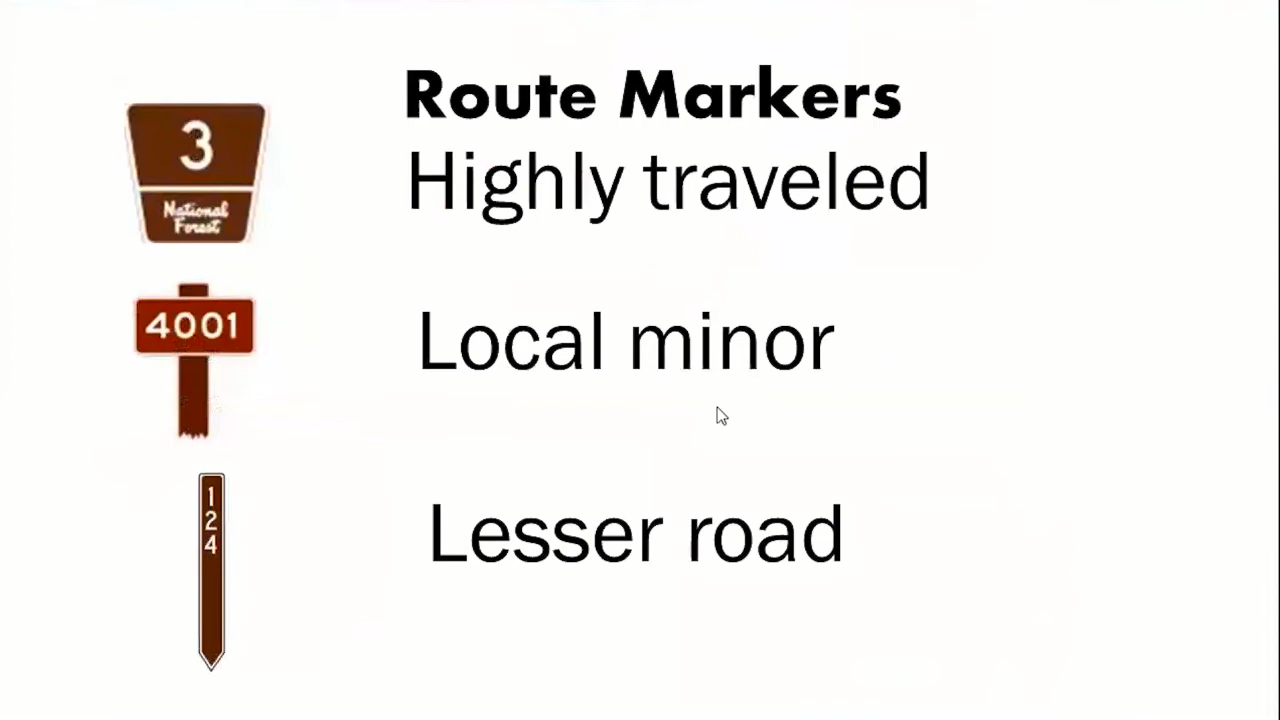 Route Markers
3
National
Forest
Highly traveled
4001
Local minor
1
2
4
Lesser road